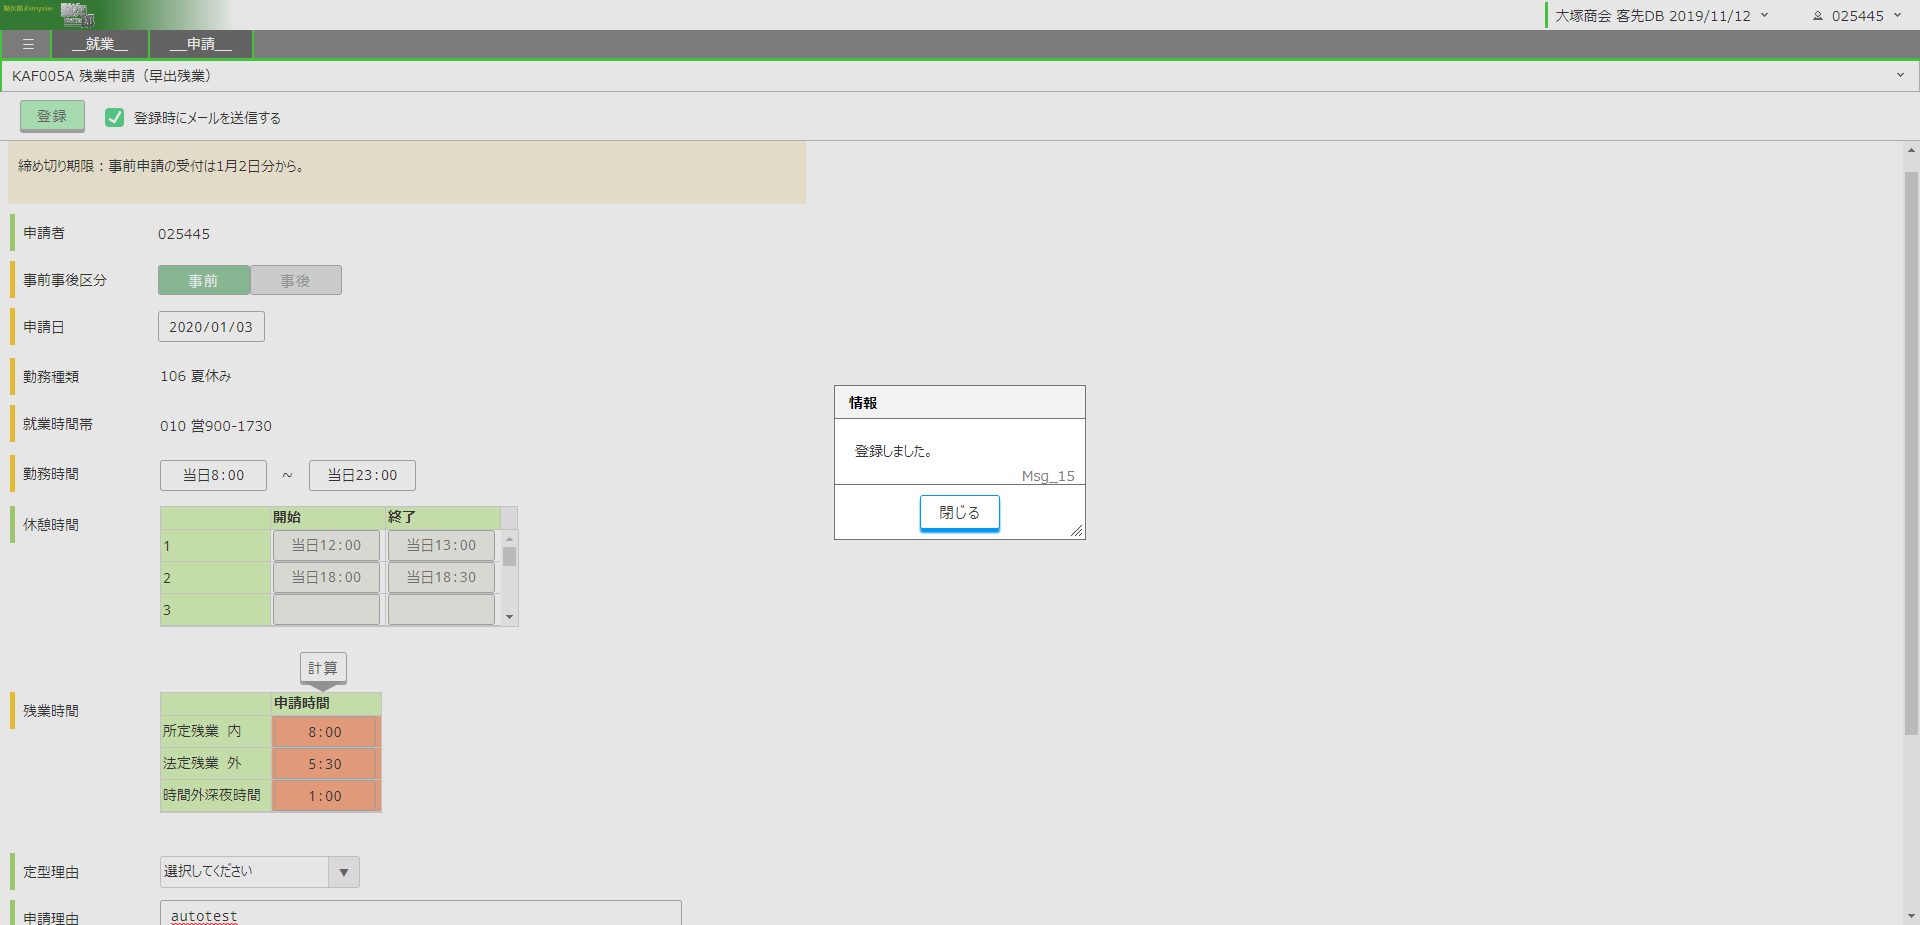 勤次郎 Enterprise
大塚商会 客先DB 2019/11/12
025445
__就業__
__申請__
KAF005A 残業申請（早出残業）
登録
登録時にメールを送信する
締め切り期限：事前申請の受付は1月2日分から。
申請者
025445
事前事後区分
事前
事後
申請日
2020/01/03
勤務種類
106 夏休み
就業時間帯
010 営900-1730
勤務時間
当日8:00
~
当日23:00
休憩時間
開始
終了
1
当日12:00
当日13:00
2
当日18:00
当日18:30
3
計算
残業時間
申請時間
所定残業 内
8:00
法定残業 外
5:30
時間外深夜時間
1:00
定型理由
選択してください
申請理由
autotest
情報
登録しました。
Msg_15
閉じる